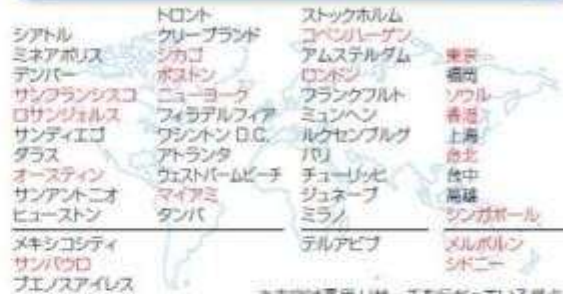 シアトル
ミネアポリス
デンバー
サンフランシスコ
ロサンジェルス
サンディエゴ
ダラス
オースティン
サンアントニオ
ヒューストン
メキシコシティ
サンパウロ
ブエノスアイレス
トロント
クリーブランド
シカゴ
ボストン
ニューヨーク
フィラデルフィア
ワシントン D.C.
アトランタ
ウェストパームビーチ
マイアミ
タンパ
ストックホルム
コペンハーゲン
アムステルダム
ロンドン
フランクフルト
ミュンヘン
ルクセンブルグ
パリ
チューリッヒ
ジュネーブ
ミラノ
テルアビブ
東京
福岡
ソウル
香港
上海
台北
台中
高雄
シンガポール
メルボルン
シドニー